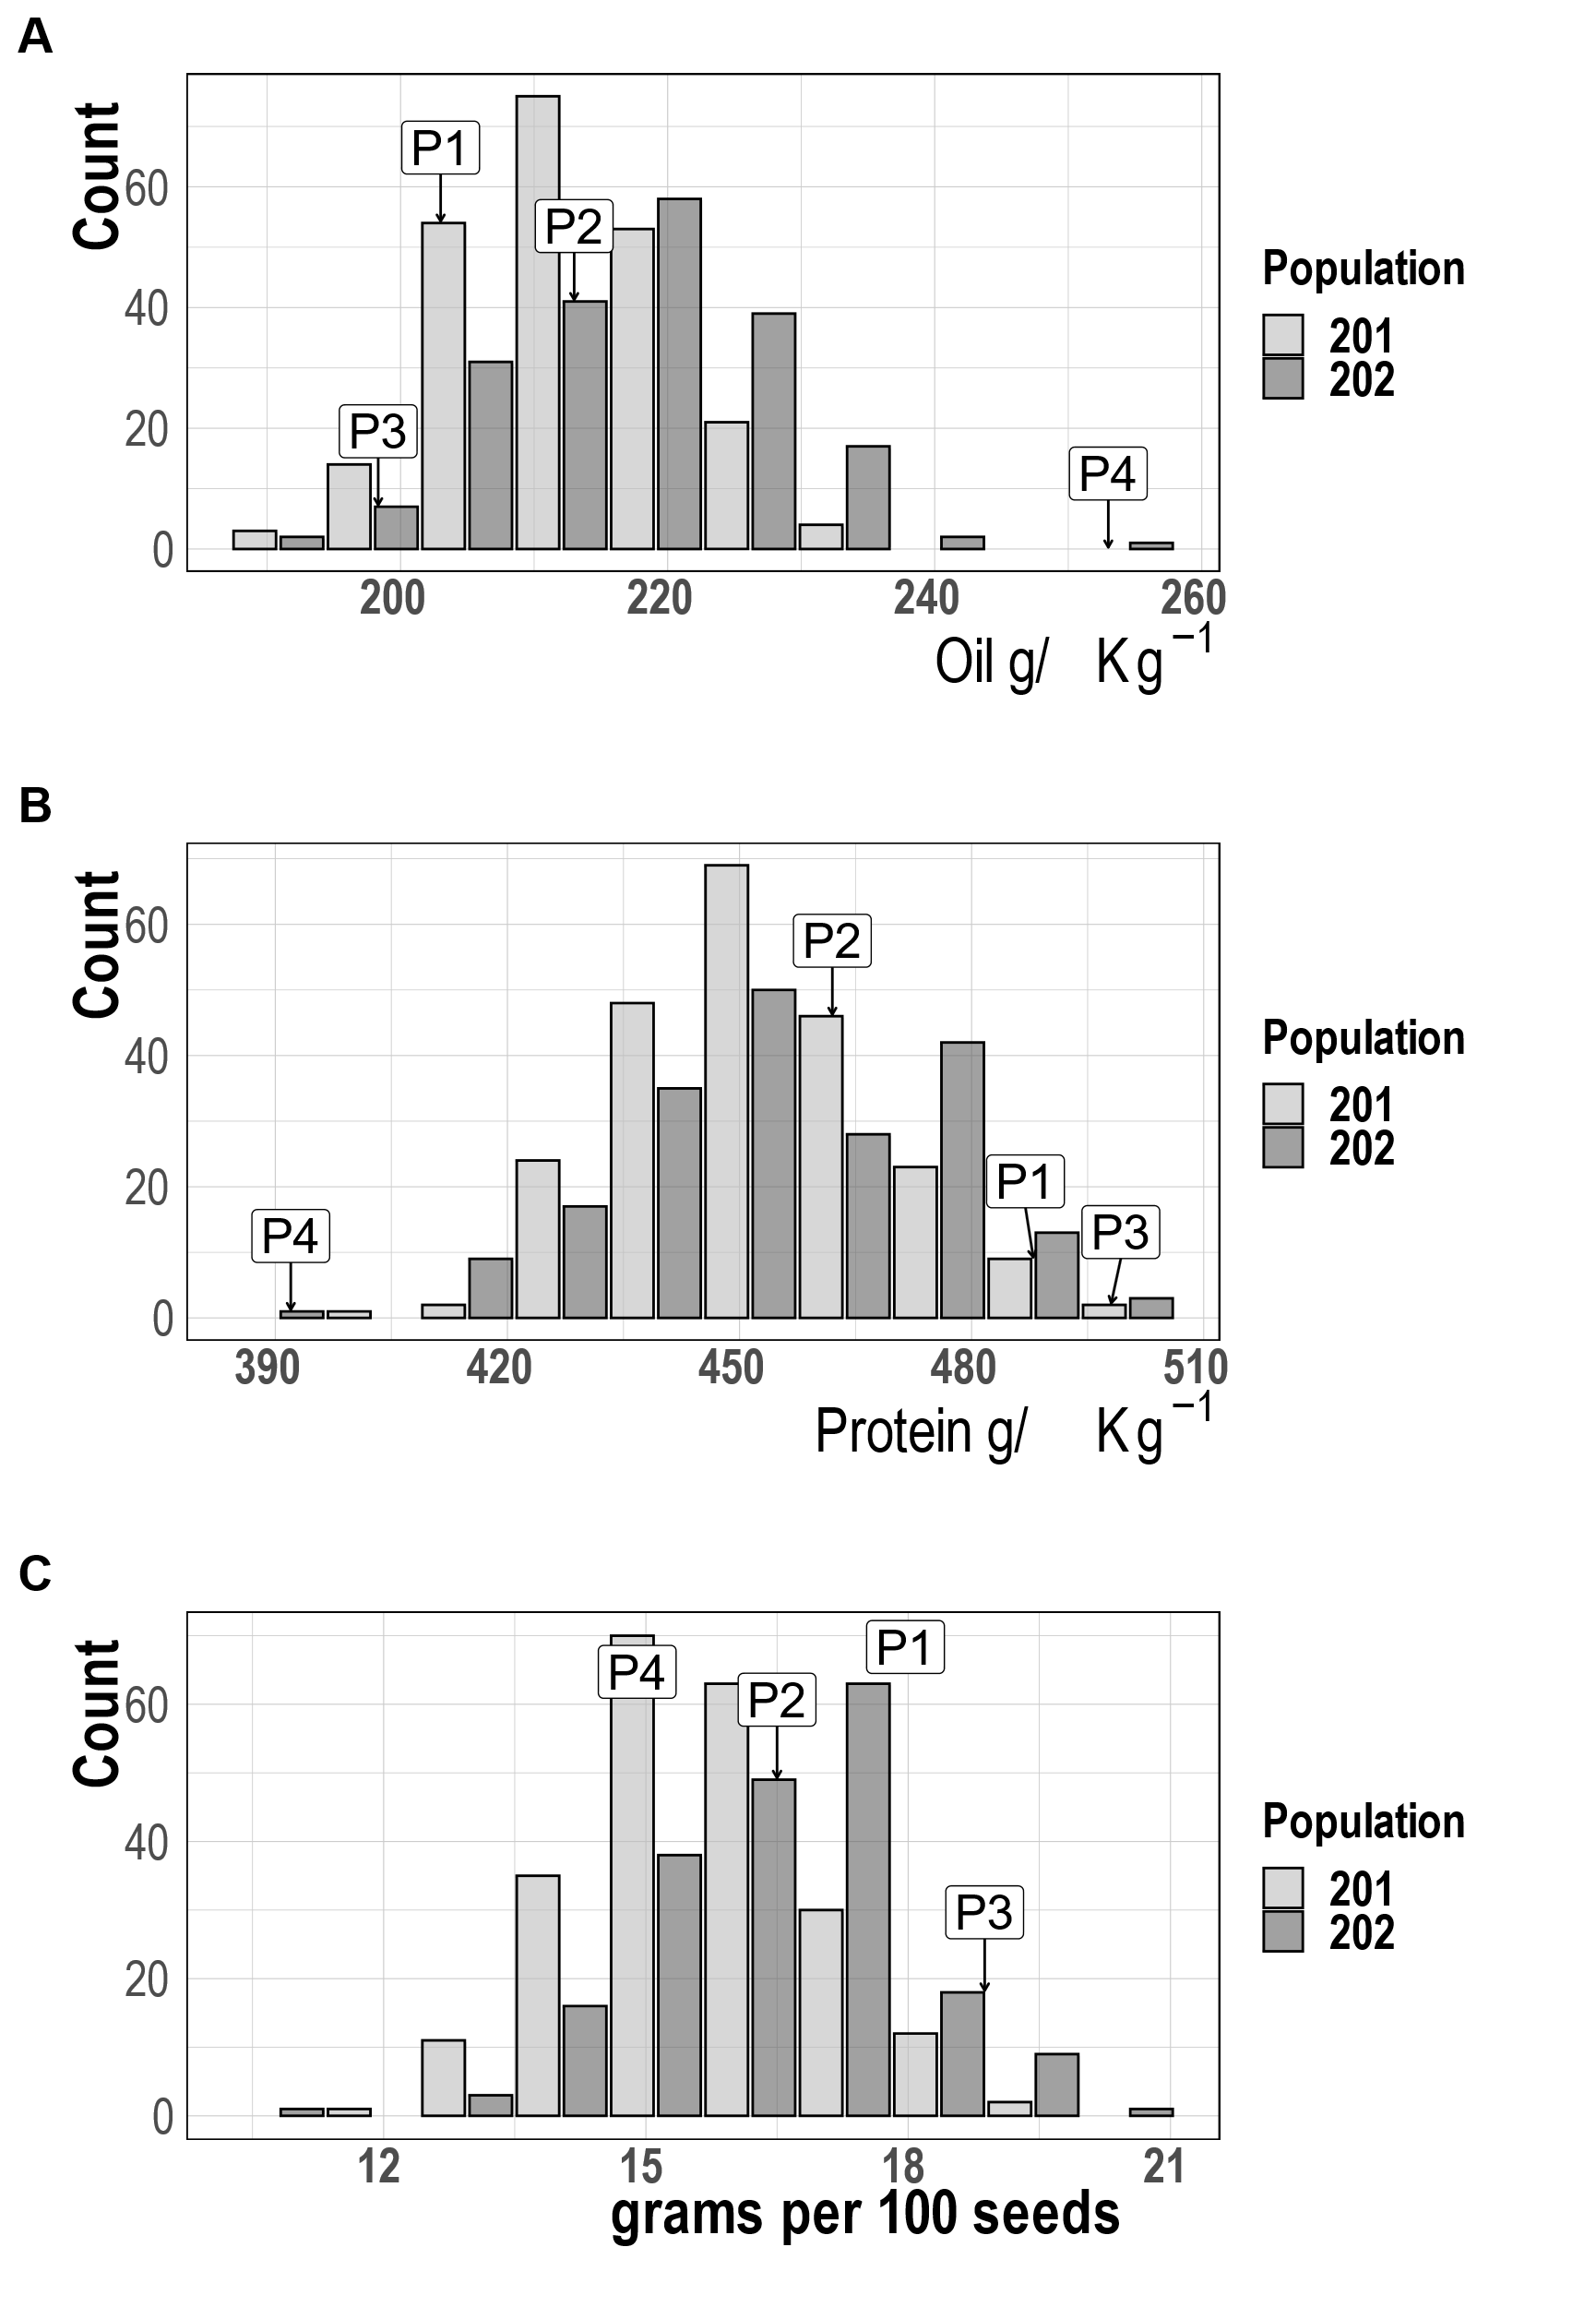 A
Count
60
40
20
0
P1
P2
P3
P4
200 220 240 260
Oil g/ Kg⁻¹
Population
201
202
B
Count
60
40
20
0
P2
P1
P3
P4
390 420 450 480 510
Protein g/ Kg⁻¹
Population
201
202
C
Count
60
40
20
0
P1
P4
P2
P3
12 15 18 21
grams per 100 seeds
Population
201
202